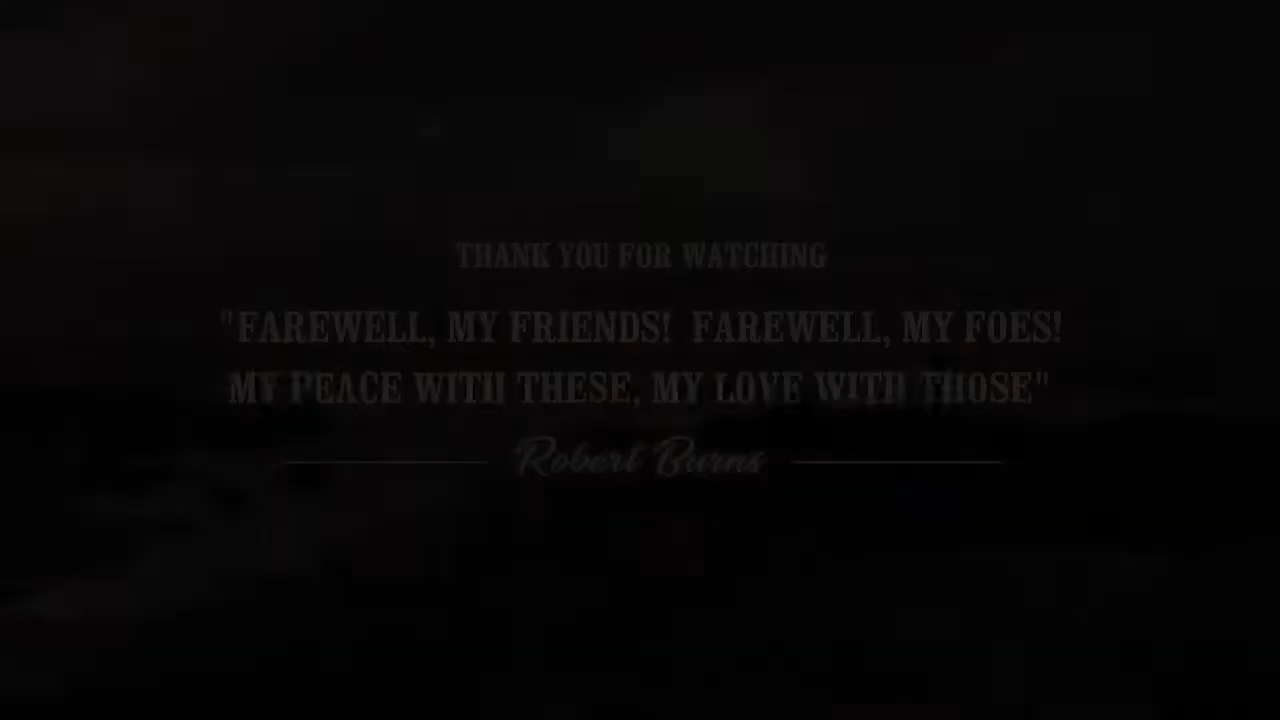 THANK YOU FOR WATCHING
"FAREWELL, MY FRIENDS! FAREWELL, MY FOES!
MY PEACE WITH THESE, MY LOVE WITH THOSE"
Robert Burns